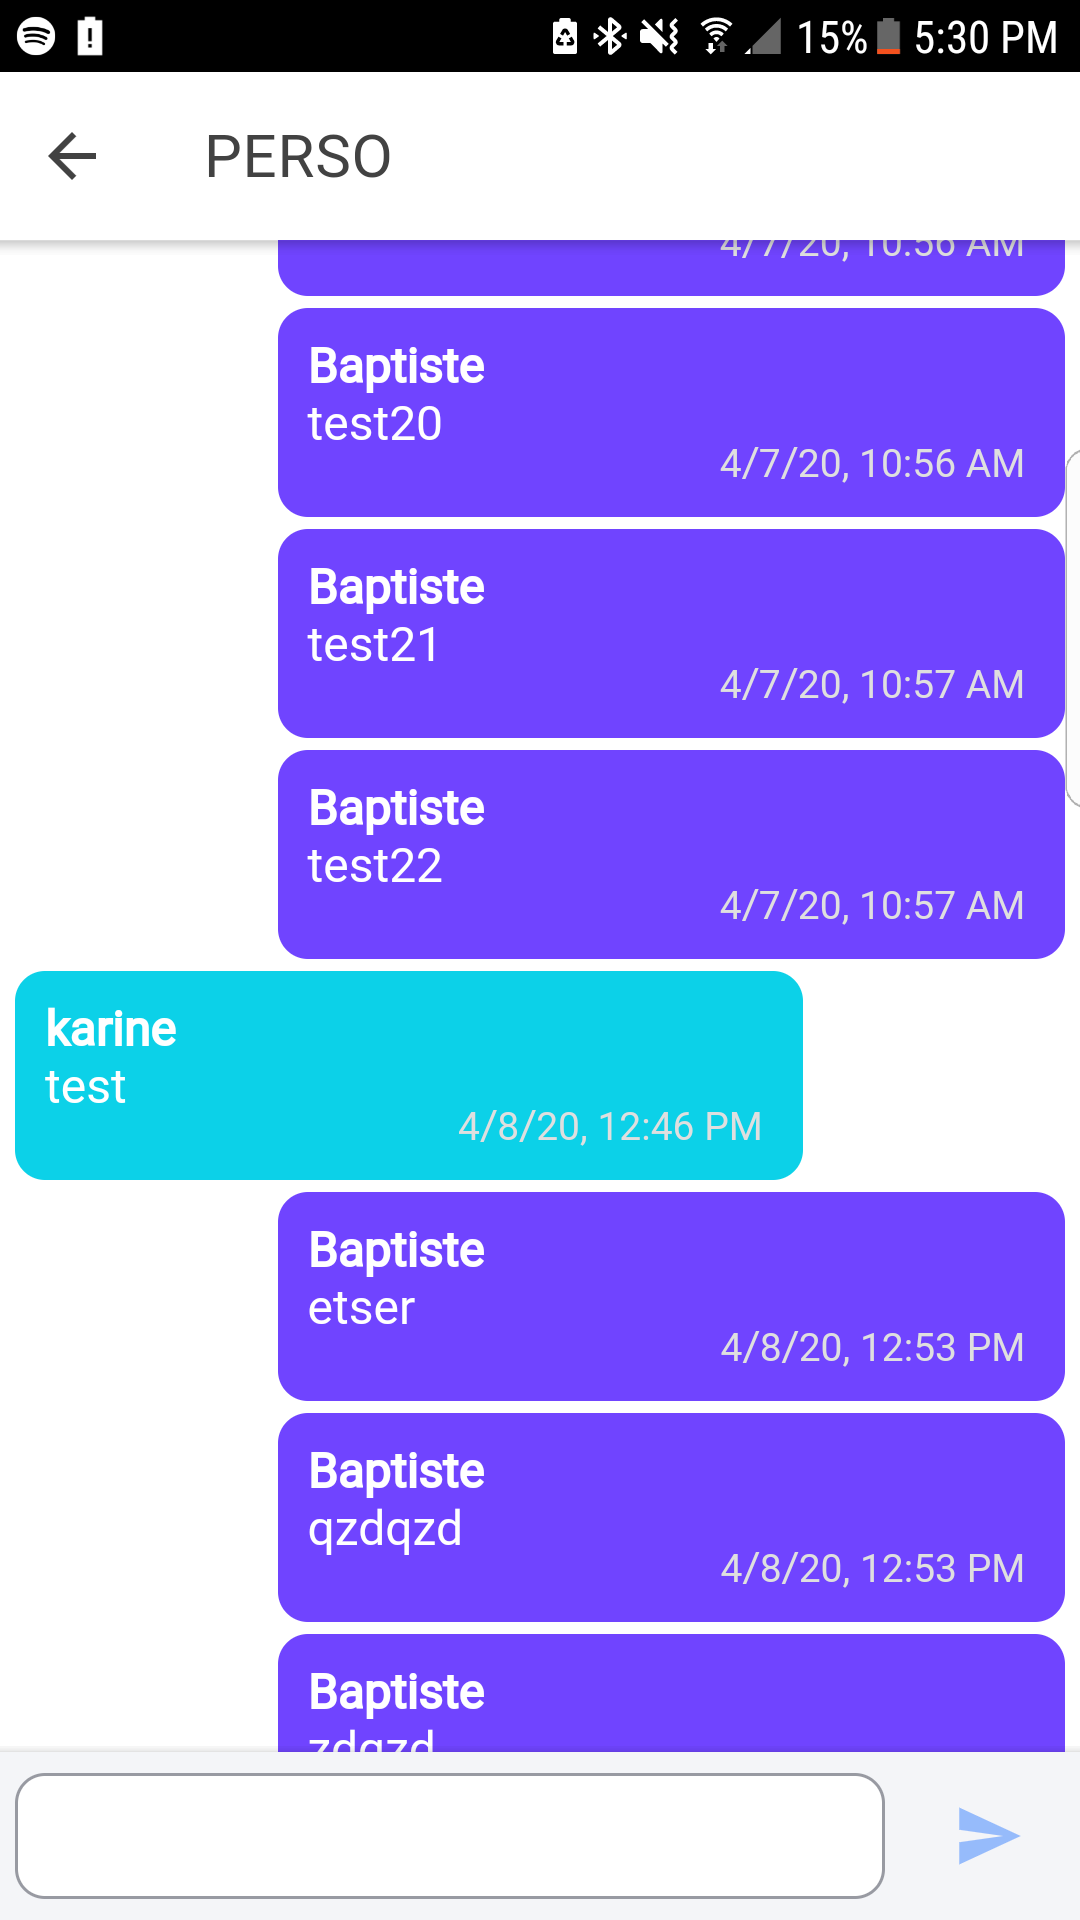 15% 5:30 PM
PERSO
4/7/20, 10:56 AM
Baptiste
test20
4/7/20, 10:56 AM
Baptiste
test21
4/7/20, 10:57 AM
Baptiste
test22
4/7/20, 10:57 AM
karine
test
4/8/20, 12:46 PM
Baptiste
etser
4/8/20, 12:53 PM
Baptiste
qzdqzd
4/8/20, 12:53 PM
Baptiste
zdqzd